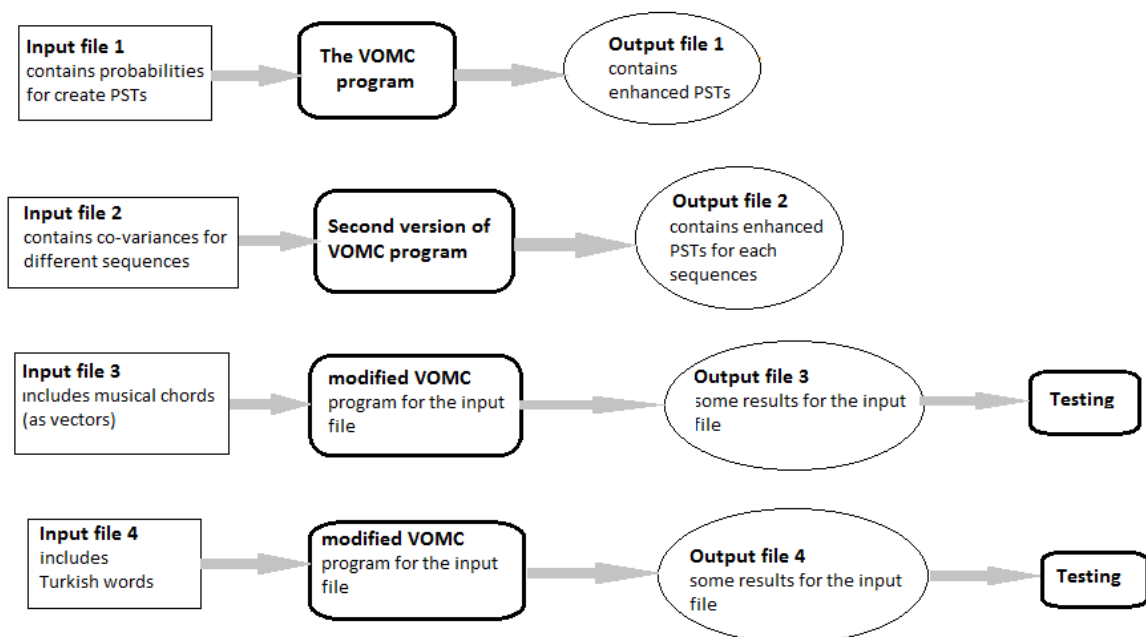 Input file 1
contains probabilities
for create PSTs
The VOMC
program
Output file 1
contains
enhanced PSTs
Input file 2
contains co-variances for
different sequences
Second version of
VOMC program
Output file 2
contains enhanced
PSTs for each
sequences
Input file 3
includes musical chords
(as vectors)
modified VOMC
program for the input
file
Output file 3
some results for the input
file
Testing
Input file 4
includes
Turkish words
modified VOMC
program for the input
file
Output file 4
some results for the input
file
Testing